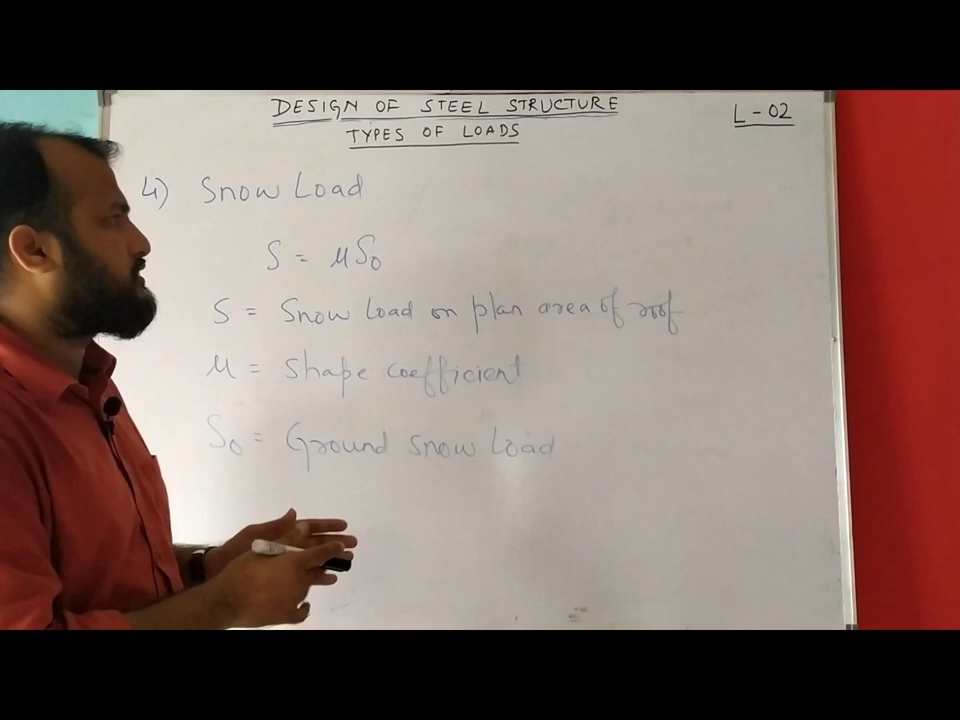 DESIGN OF STEEL STRUCTURE
TYPES OF LOADS
L-02
4) Snow Load
S = μS₀
S = Snow Load on plan area of roof
μ = Shape coefficient
S₀ = Ground snow load